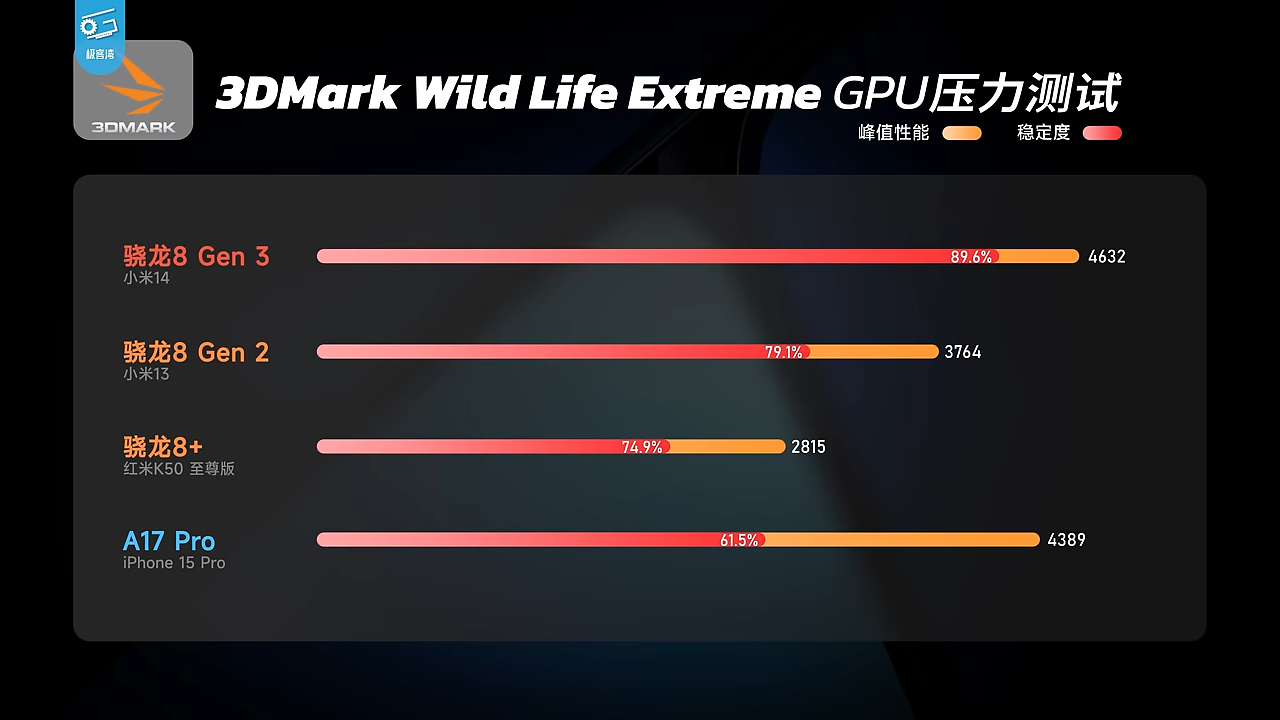 极客湾
3DMARK
3DMark Wild Life Extreme GPU压力测试
峰值性能 稳定度
骁龙8 Gen 3
小米14
89.6% 4632
骁龙8 Gen 2
小米13
79.1% 3764
骁龙8+
红米K50 至尊版
74.9% 2815
A17 Pro
iPhone 15 Pro
61.5% 4389